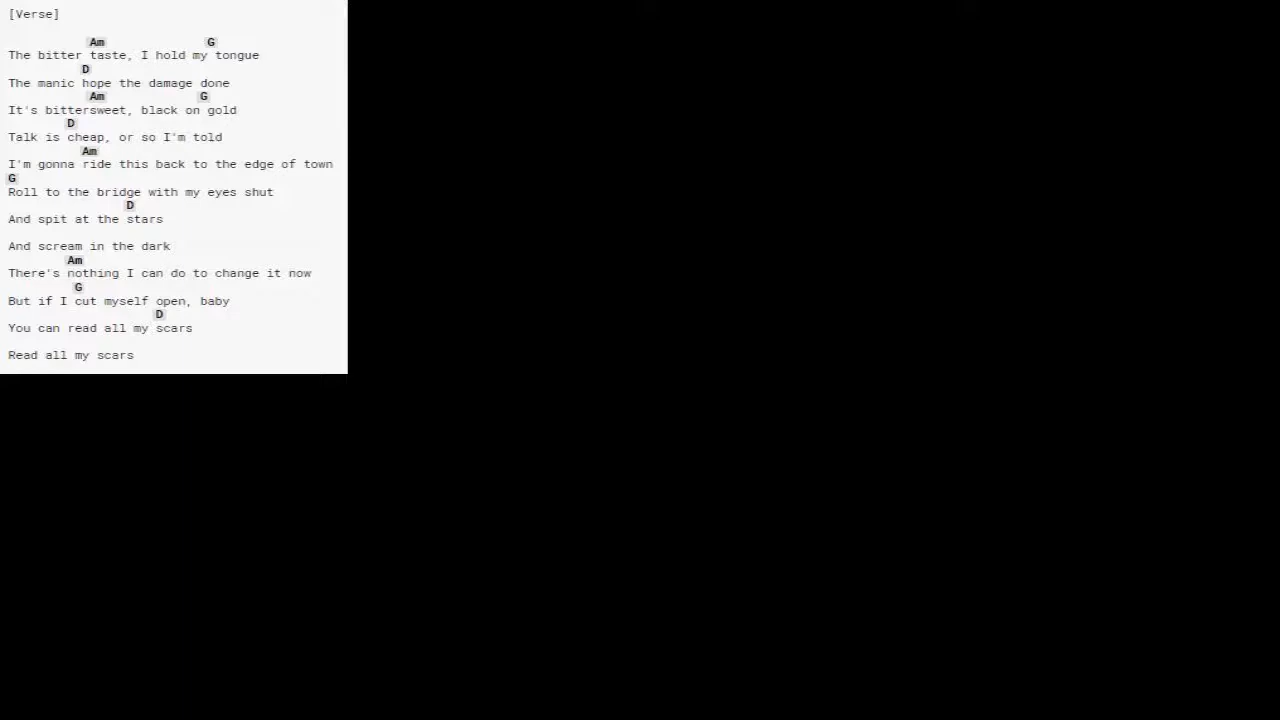 [Verse]
Am G
The bitter taste, I hold my tongue
D
The manic hope the damage done
Am G
It's bittersweet, black on gold
D
Talk is cheap, or so I'm told
Am
I'm gonna ride this back to the edge of town
G
Roll to the bridge with my eyes shut
D
And spit at the stars
And scream in the dark
Am
There's nothing I can do to change it now
G
But if I cut myself open, baby
D
You can read all my scars
Read all my scars